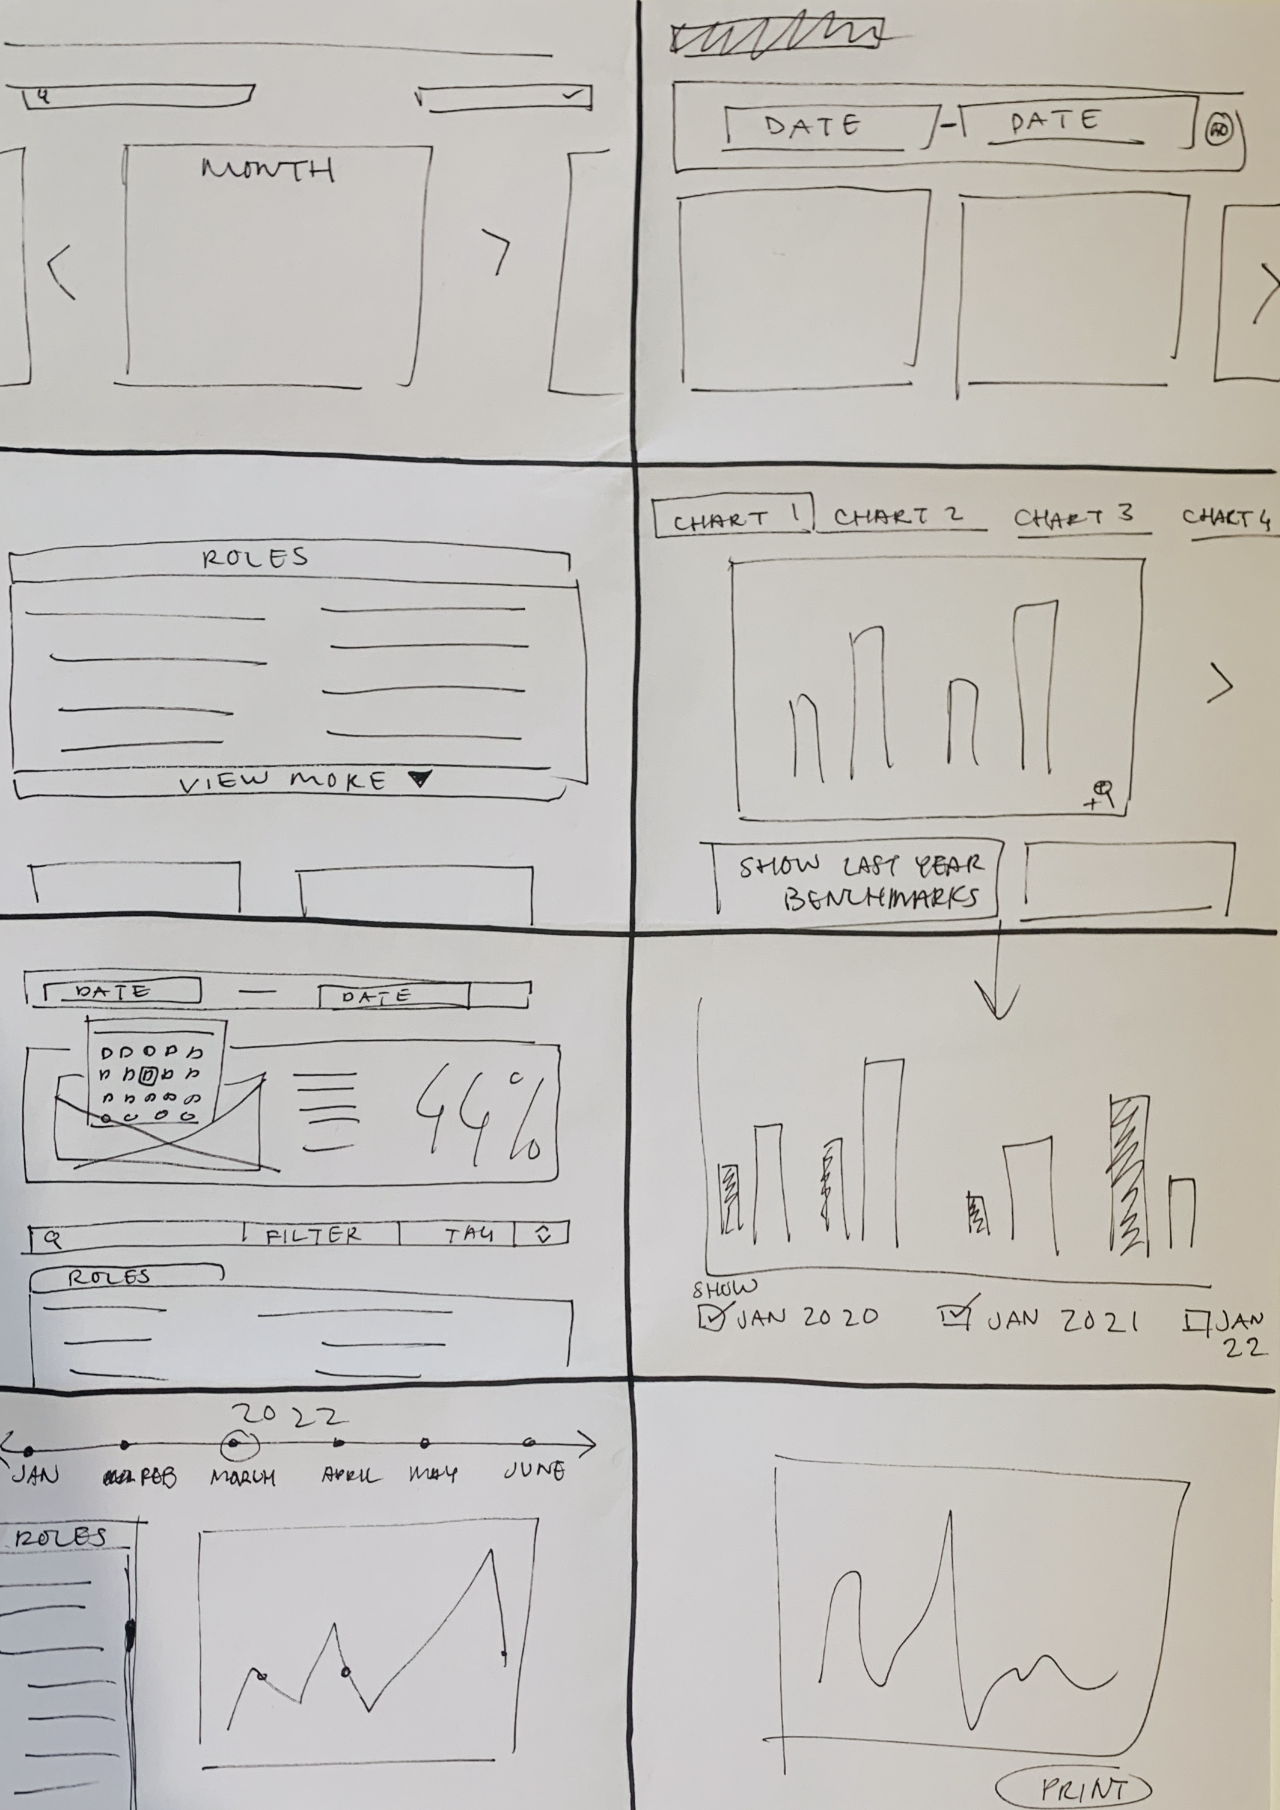 MONTH
DATE - DATE
ROLES
VIEW MORE
CHART 1 CHART 2 CHART 3 CHART 4
SHOW LAST YEAR
BENCHMARKS
DATE — DATE
44%
FILTER TAG
ROLES
SHOW
JAN 2020 JAN 2021 JAN
22
2022
JAN FEB MARCH APRIL MAY JUNE
ROLES
PRINT